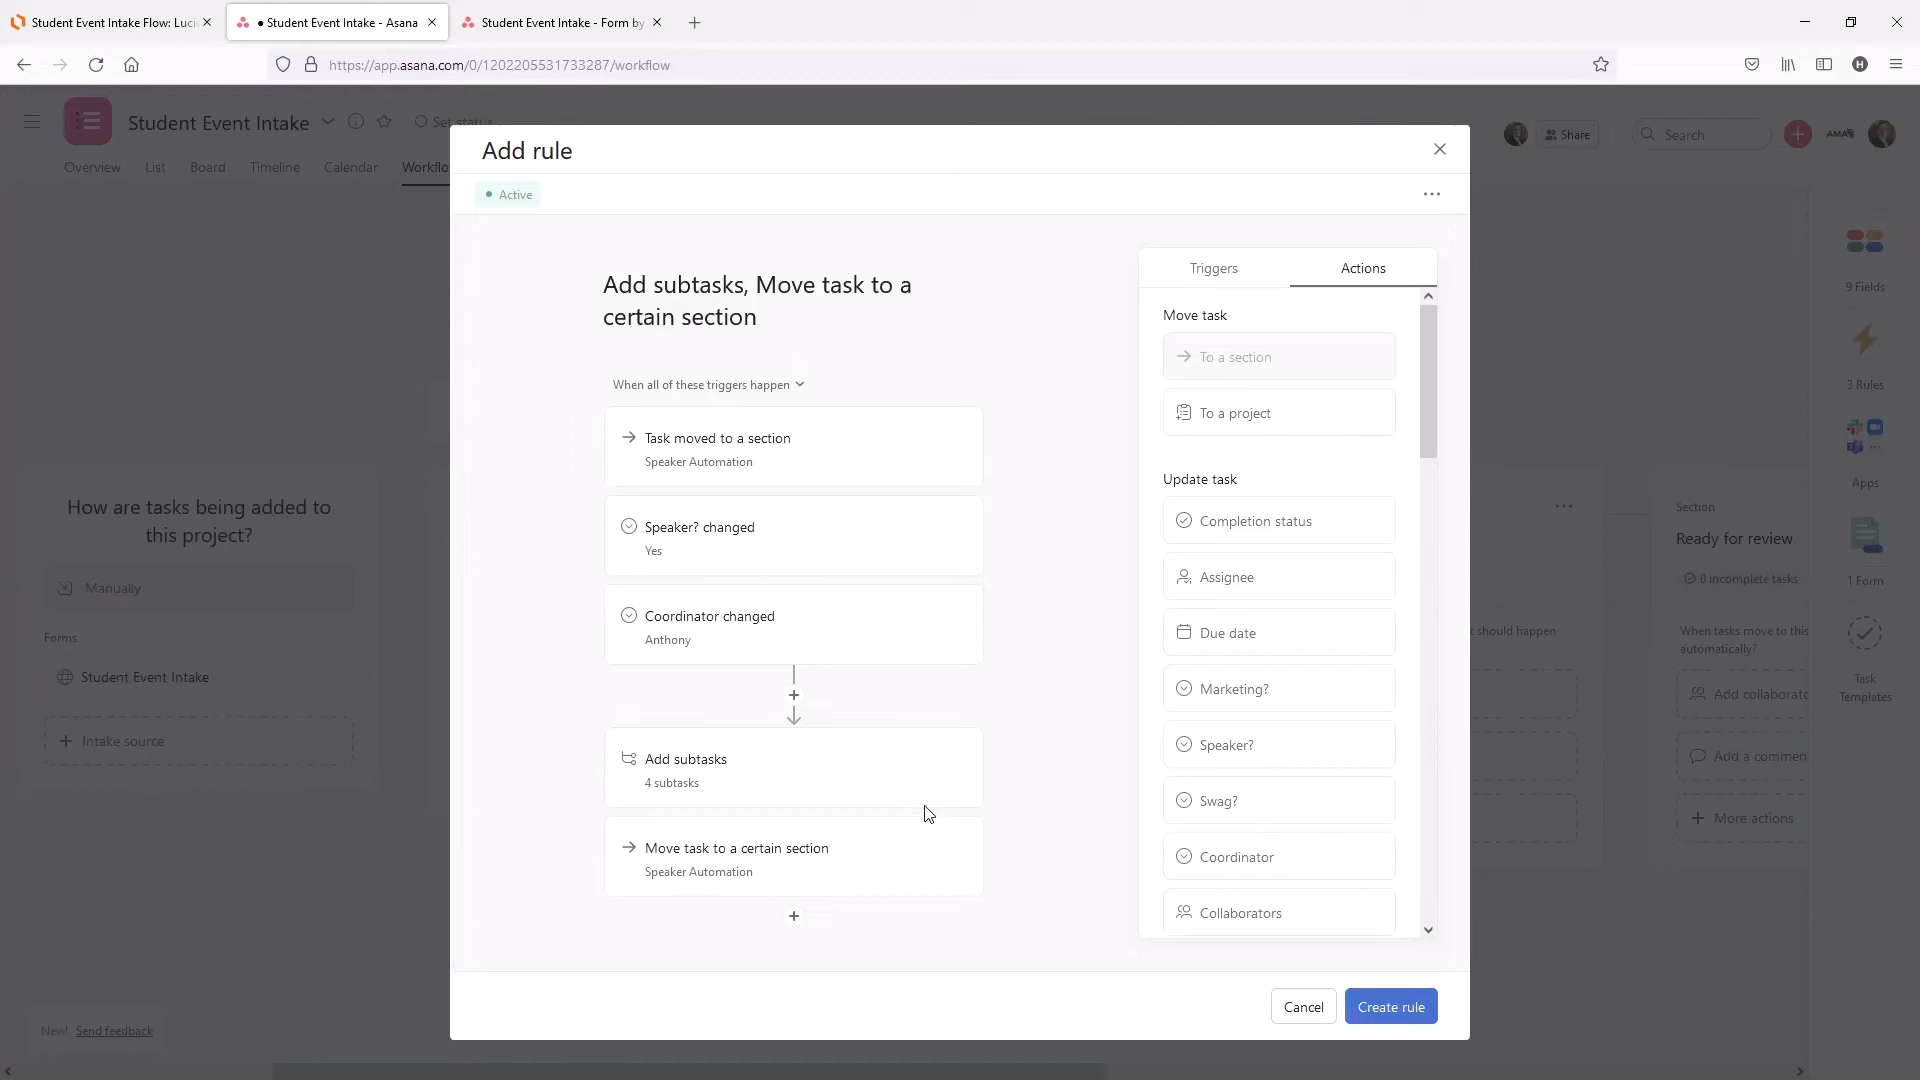 Student Event Intake Flow: Luci
● Student Event Intake - Asana
Student Event Intake - Form by
https://app.asana.com/0/1202205531733287/workflow
Student Event Intake
Set status
Share
Search
Overview
List
Board
Timeline
Calendar
Workflo
Add rule
Active
Add subtasks, Move task to a
certain section
When all of these triggers happen
Task moved to a section
Speaker Automation
Speaker? changed
Yes
Coordinator changed
Anthony
Add subtasks
4 subtasks
Move task to a certain section
Speaker Automation
Triggers
Actions
Move task
To a section
To a project
Update task
Completion status
Assignee
Due date
Marketing?
Speaker?
Swag?
Coordinator
Collaborators
Cancel
Create rule
How are tasks being added to
this project?
Manually
Forms
Student Event Intake
Intake source
New! Send feedback
t should happen
Section
Ready for review
0 incomplete tasks
When tasks move to this
automatically?
Add collaborato
Add a commen
More actions
9 Fields
3 Rules
Apps
1 Form
Task
Templates